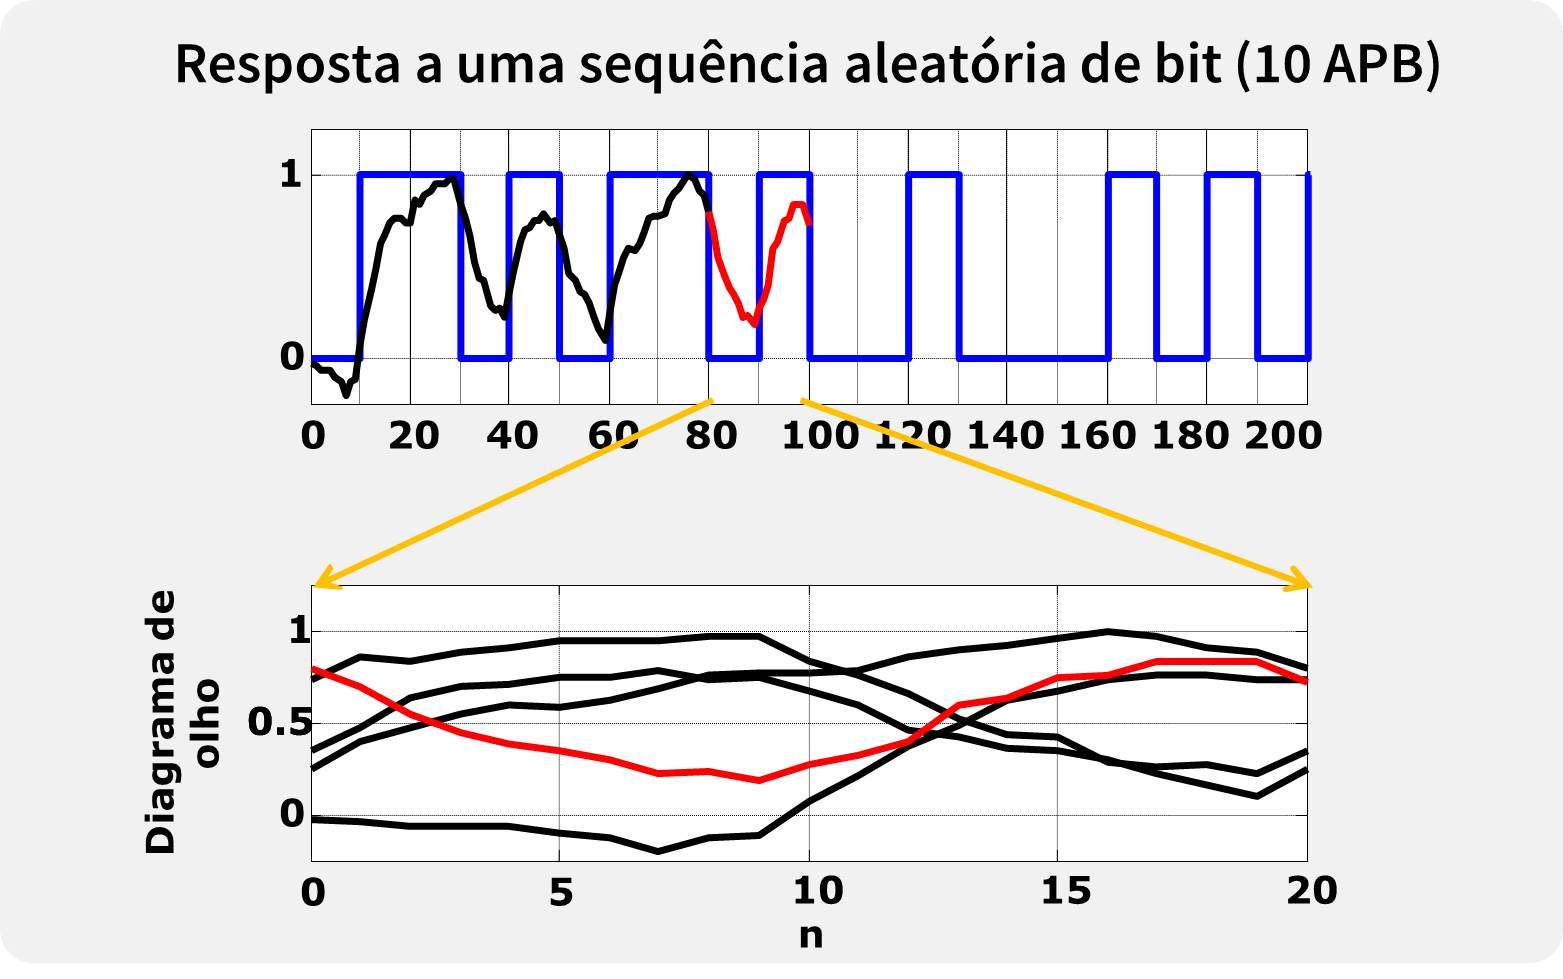 Resposta a uma sequência aleatória de bit (10 APB)
1
0
0 20 40 60 80 100 120 140 160 180 200
Diagrama de
olho
1
0.5
0
0 5 10 15 20
n